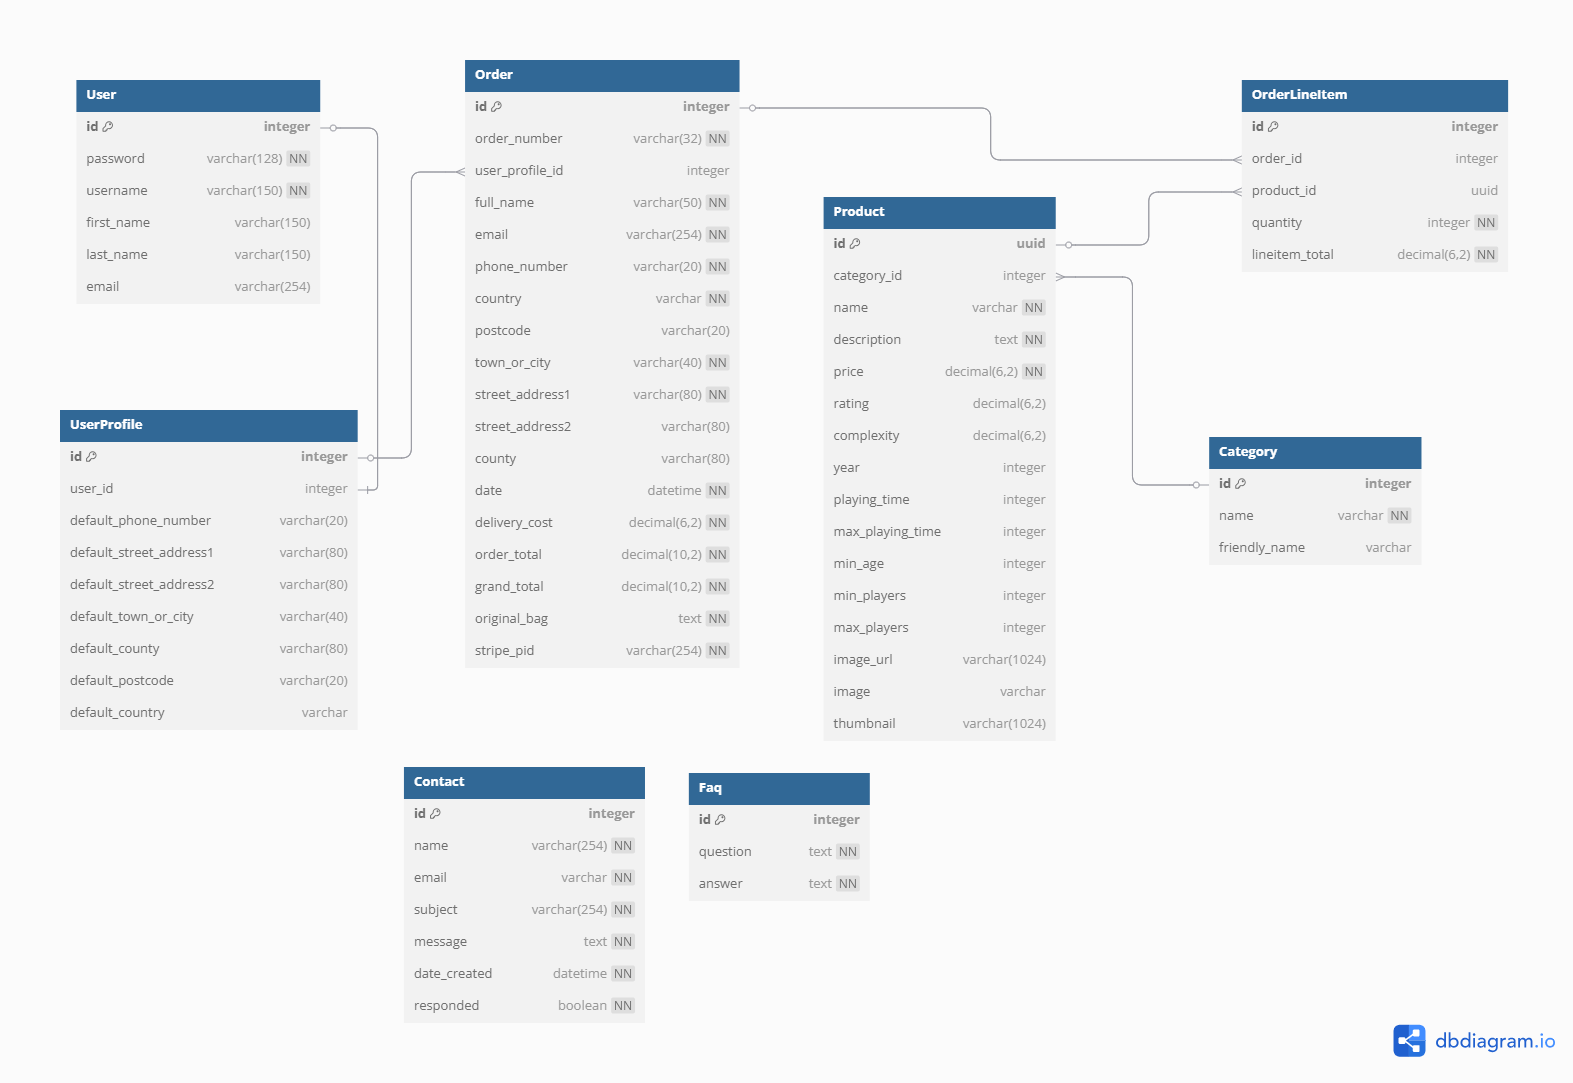 User
id integer
password varchar(128) NN
username varchar(150) NN
first_name varchar(150)
last_name varchar(150)
email varchar(254)
UserProfile
id integer
user_id integer
default_phone_number varchar(20)
default_street_address1 varchar(80)
default_street_address2 varchar(80)
default_town_or_city varchar(40)
default_county varchar(80)
default_postcode varchar(20)
default_country varchar
Order
id integer
order_number varchar(32) NN
user_profile_id integer
full_name varchar(50) NN
email varchar(254) NN
phone_number varchar(20) NN
country varchar NN
postcode varchar(20)
town_or_city varchar(40) NN
street_address1 varchar(80) NN
street_address2 varchar(80)
county varchar(80)
date datetime NN
delivery_cost decimal(6,2) NN
order_total decimal(10,2) NN
grand_total decimal(10,2) NN
original_bag text NN
stripe_pid varchar(254) NN
Product
id uuid
category_id integer
name varchar NN
description text NN
price decimal(6,2) NN
rating decimal(6,2)
complexity decimal(6,2)
year integer
playing_time integer
max_playing_time integer
min_age integer
min_players integer
max_players integer
image_url varchar(1024)
image varchar
thumbnail varchar(1024)
OrderLineItem
id integer
order_id integer
product_id uuid
quantity integer NN
lineitem_total decimal(6,2) NN
Category
id integer
name varchar NN
friendly_name varchar
Contact
id integer
name varchar(254) NN
email varchar NN
subject varchar(254) NN
message text NN
date_created datetime NN
responded boolean NN
Faq
id integer
question text NN
answer text NN
dbdiagram.io